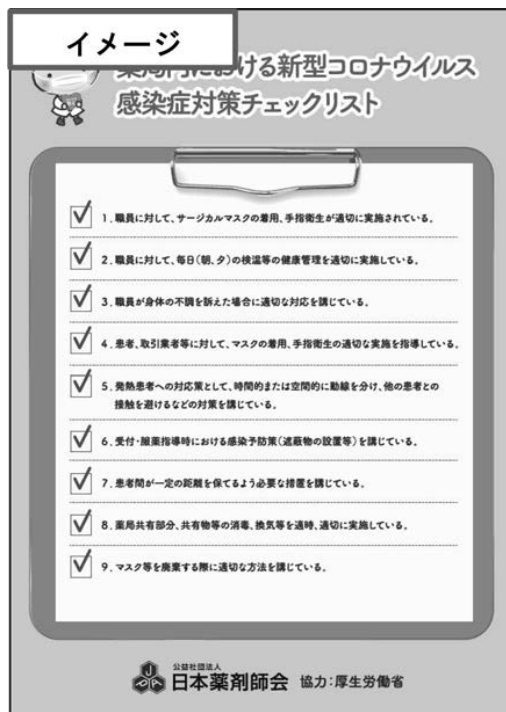 イメージ
薬局内における新型コロナウイルス
感染症対策チェックリスト
1.職員に対して、サージカルマスクの着用、手指衛生が適切に実施されている。
2.職員に対して、毎日(朝、夕)の検温等の健康管理を適切に実施している。
3.職員が身体の不調を訴えた場合に適切な対応を講じている。
4.患者、取引業者等に対して、マスクの着用、手指衛生の適切な実施を指導している。
5.発熱患者への対応策として、時間的または空間的に動線を分け、他の患者との
接触を避けるなどの対策を講じている。
6.受付・服薬指導時における感染予防策(遮蔽物の設置等)を講じている。
7.患者間が一定の距離を保てるよう必要な措置を講じている。
8.薬局共有部分、共有物等の消毒、換気等を適時、適切に実施している。
9.マスク等を廃棄する際に適切な方法を講じている。
公益社団法人
日本薬剤師会 協力:厚生労働省